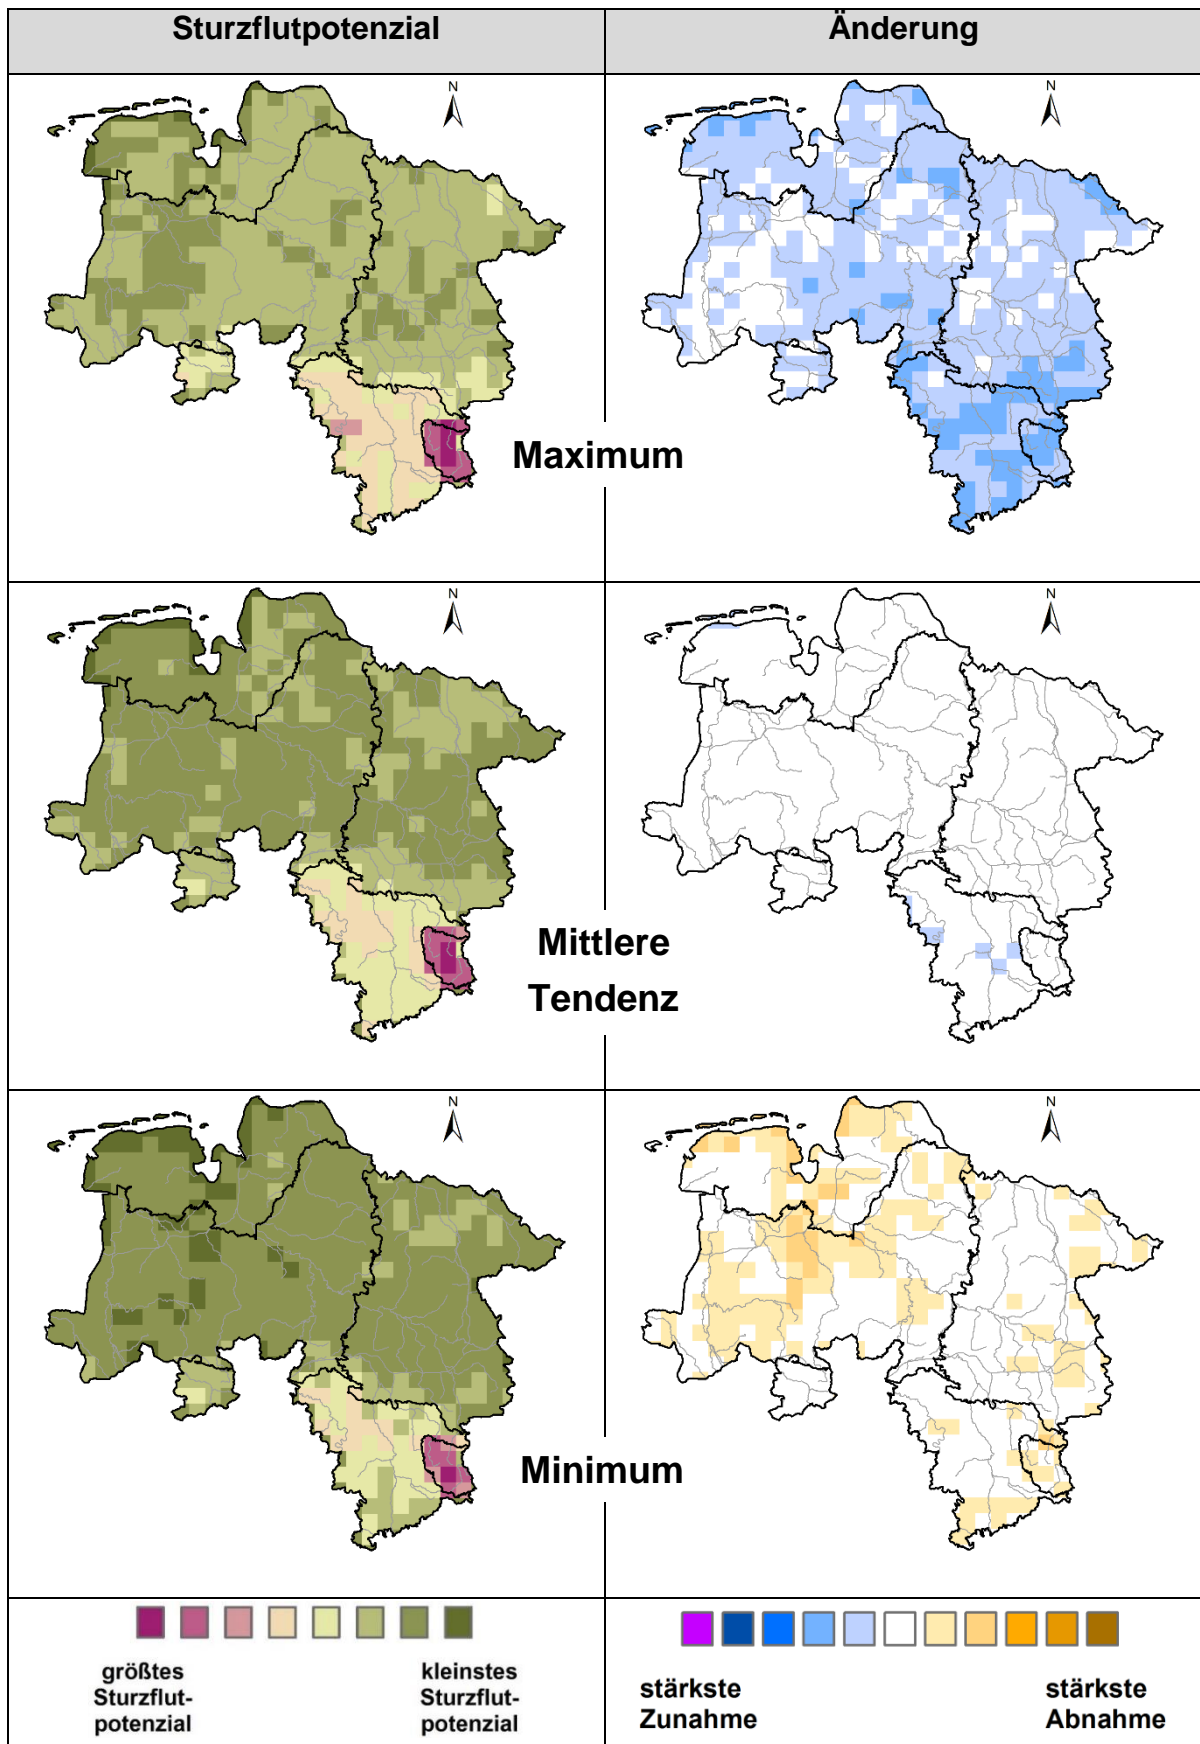 Sturzflutpotenzial
Änderung
N
N
Maximum
N
N
Mittlere
Tendenz
N
N
Minimum
größtes
Sturzflut-
potenzial
kleinstes
Sturzflut-
potenzial
stärkste
Zunahme
stärkste
Abnahme